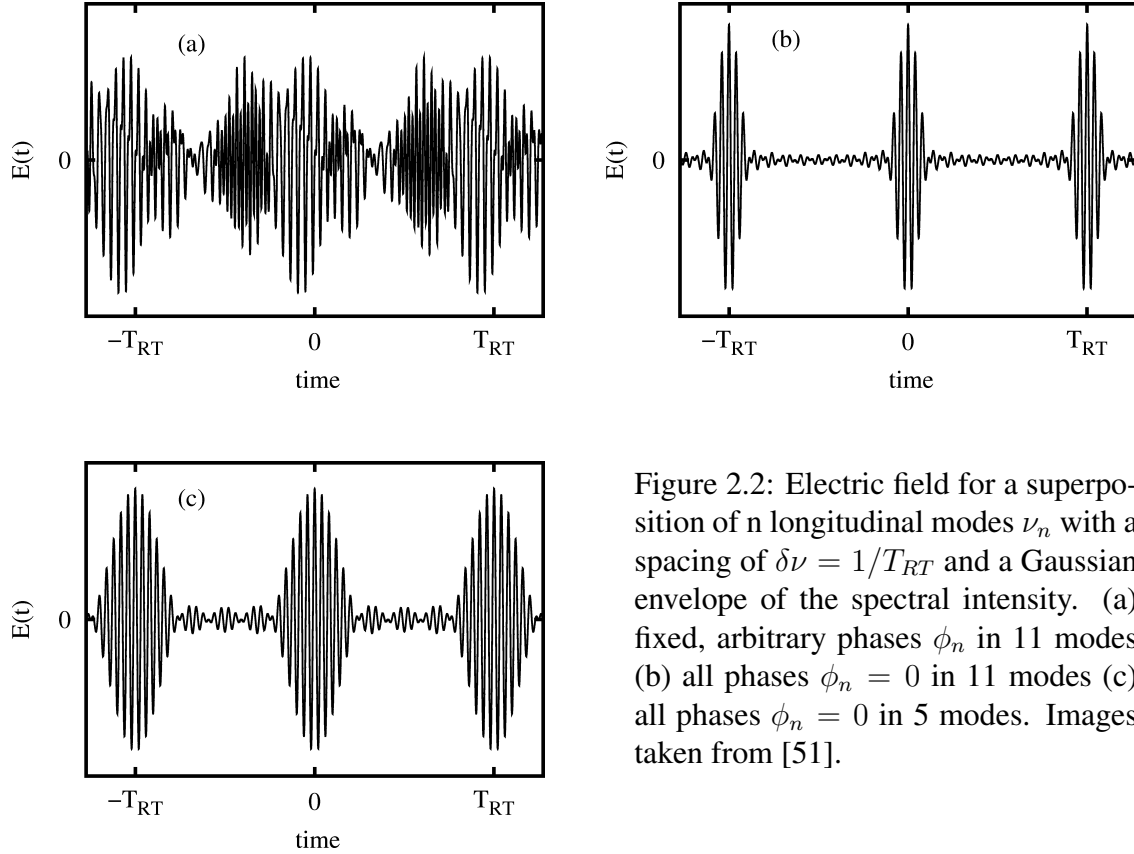 (a)
E(t)
0
−T_RT 0 T_RT
time
(b)
E(t)
0
−T_RT 0 T_RT
time
(c)
E(t)
0
−T_RT 0 T_RT
time
Figure 2.2: Electric field for a superpo-
sition of n longitudinal modes ν_n with a
spacing of δν = 1/T_RT and a Gaussian
envelope of the spectral intensity. (a)
fixed, arbitrary phases ϕ_n in 11 modes
(b) all phases ϕ_n = 0 in 11 modes (c)
all phases ϕ_n = 0 in 5 modes. Images
taken from [51].